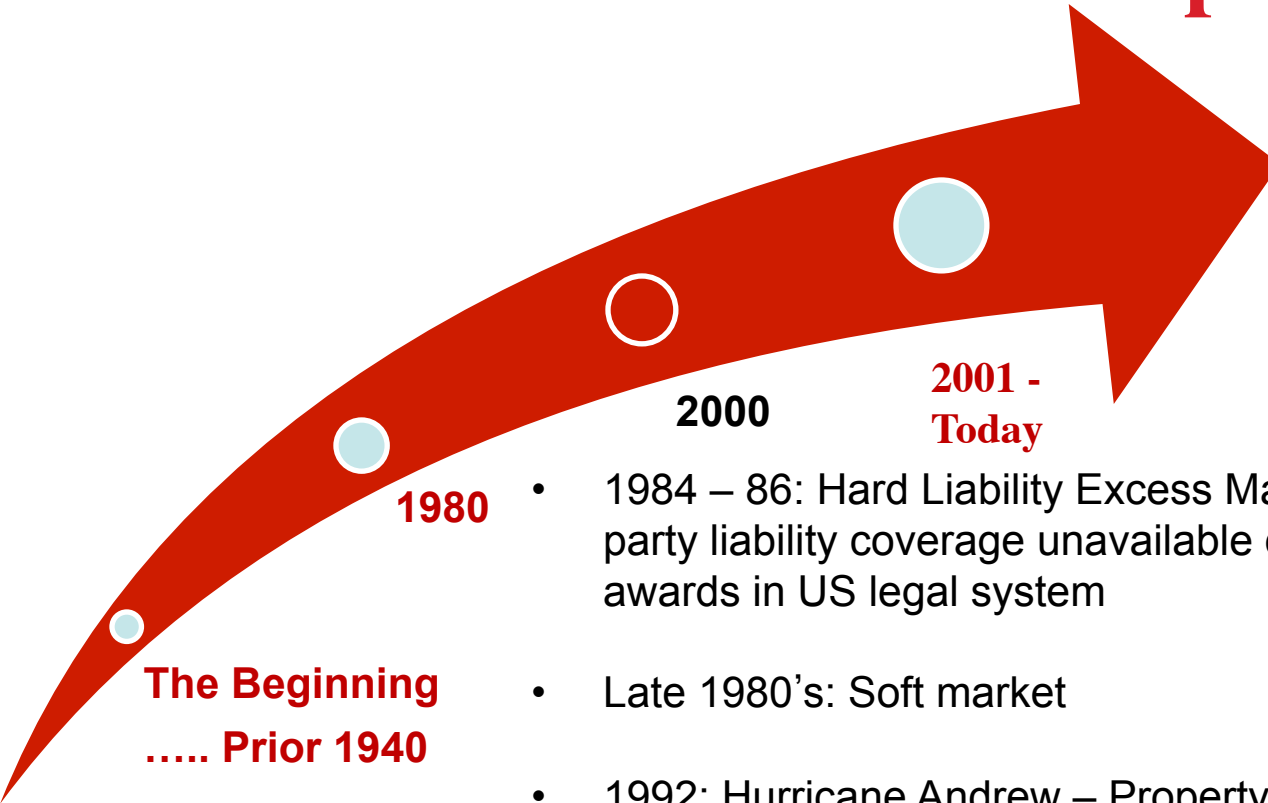 2000
2001 -
Today
1980
• 1984 – 86: Hard Liability Excess
party liability coverage unavailable
awards in US legal system
The Beginning
..... Prior 1940
• Late 1980’s: Soft market
• 1992: Hurricane Andrew – Property